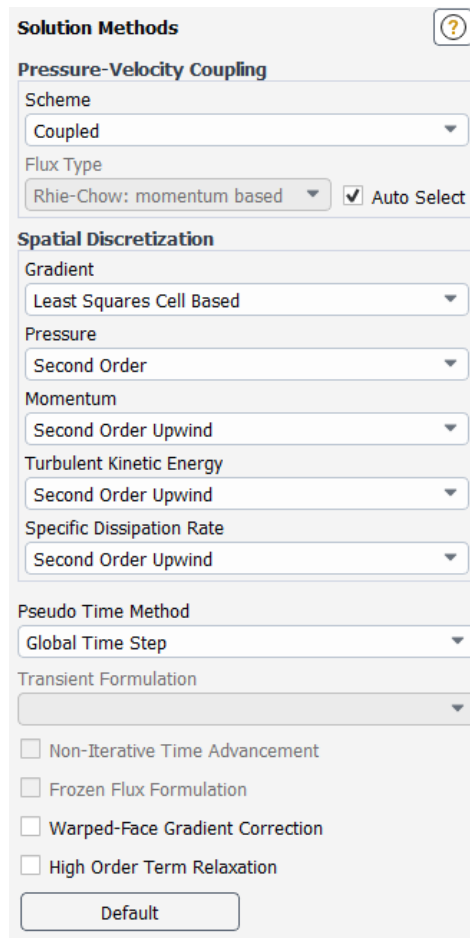 Solution Methods
?
Pressure-Velocity Coupling
Scheme
Coupled
Flux Type
Rhie-Chow: momentum based Auto Select
Spatial Discretization
Gradient
Least Squares Cell Based
Pressure
Second Order
Momentum
Second Order Upwind
Turbulent Kinetic Energy
Second Order Upwind
Specific Dissipation Rate
Second Order Upwind
Pseudo Time Method
Global Time Step
Transient Formulation
Non-Iterative Time Advancement
Frozen Flux Formulation
Warped-Face Gradient Correction
High Order Term Relaxation
Default